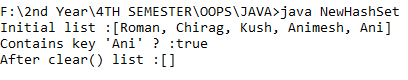 F:\2nd Year\4TH SEMESTER\OOPS\JAVA>java NewHashSet
Initial list :[Roman, Chirag, Kush, Animesh, Ani]
Contains key 'Ani' ? :true
After clear() list :[]